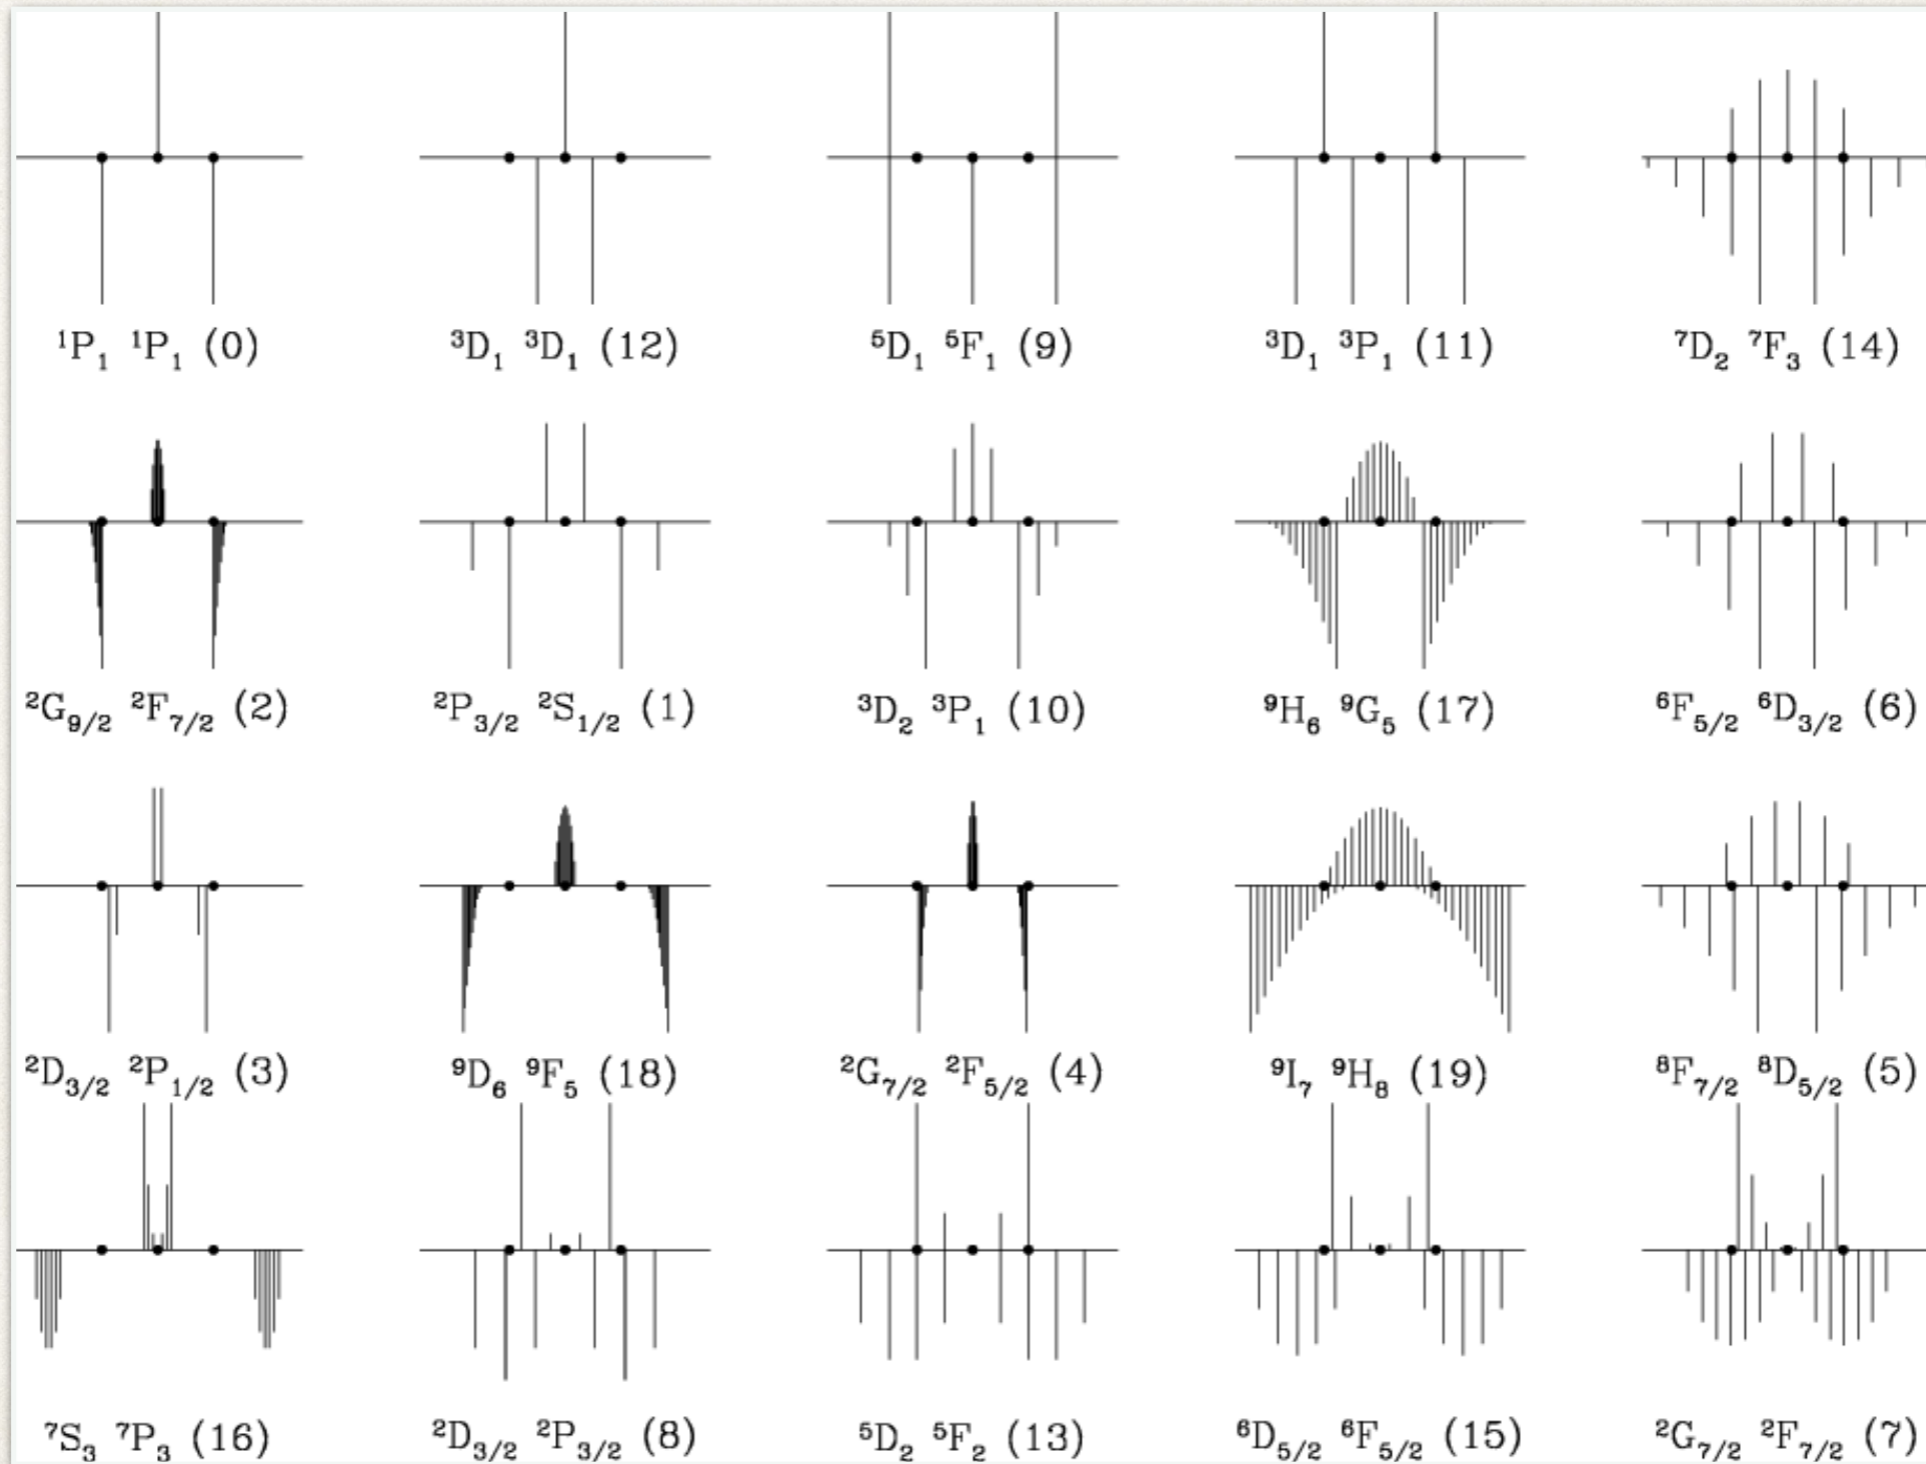 ¹P₁ ¹P₁ (0) ³D₁ ³D₁ (12) ⁵D₁ ⁵F₁ (9) ³D₁ ³P₁ (11) ⁷D₂ ⁷F₃ (14)
²G₉/₂ ²F₇/₂ (2) ²P₃/₂ ²S₁/₂ (1) ³D₂ ³P₁ (10) ⁹H₆ ⁹G₅ (17) ⁶F₅/₂ ⁶D₃/₂ (6)
²D₃/₂ ²P₁/₂ (3) ⁹D₆ ⁹F₅ (18) ²G₇/₂ ²F₅/₂ (4) ⁹I₇ ⁹H₈ (19) ⁸F₇/₂ ⁸D₅/₂ (5)
⁷S₃ ⁷P₃ (16) ²D₃/₂ ²P₃/₂ (8) ⁵D₂ ⁵F₂ (13) ⁶D₅/₂ ⁶F₅/₂ (15) ²G₇/₂ ²F₇/₂ (7)